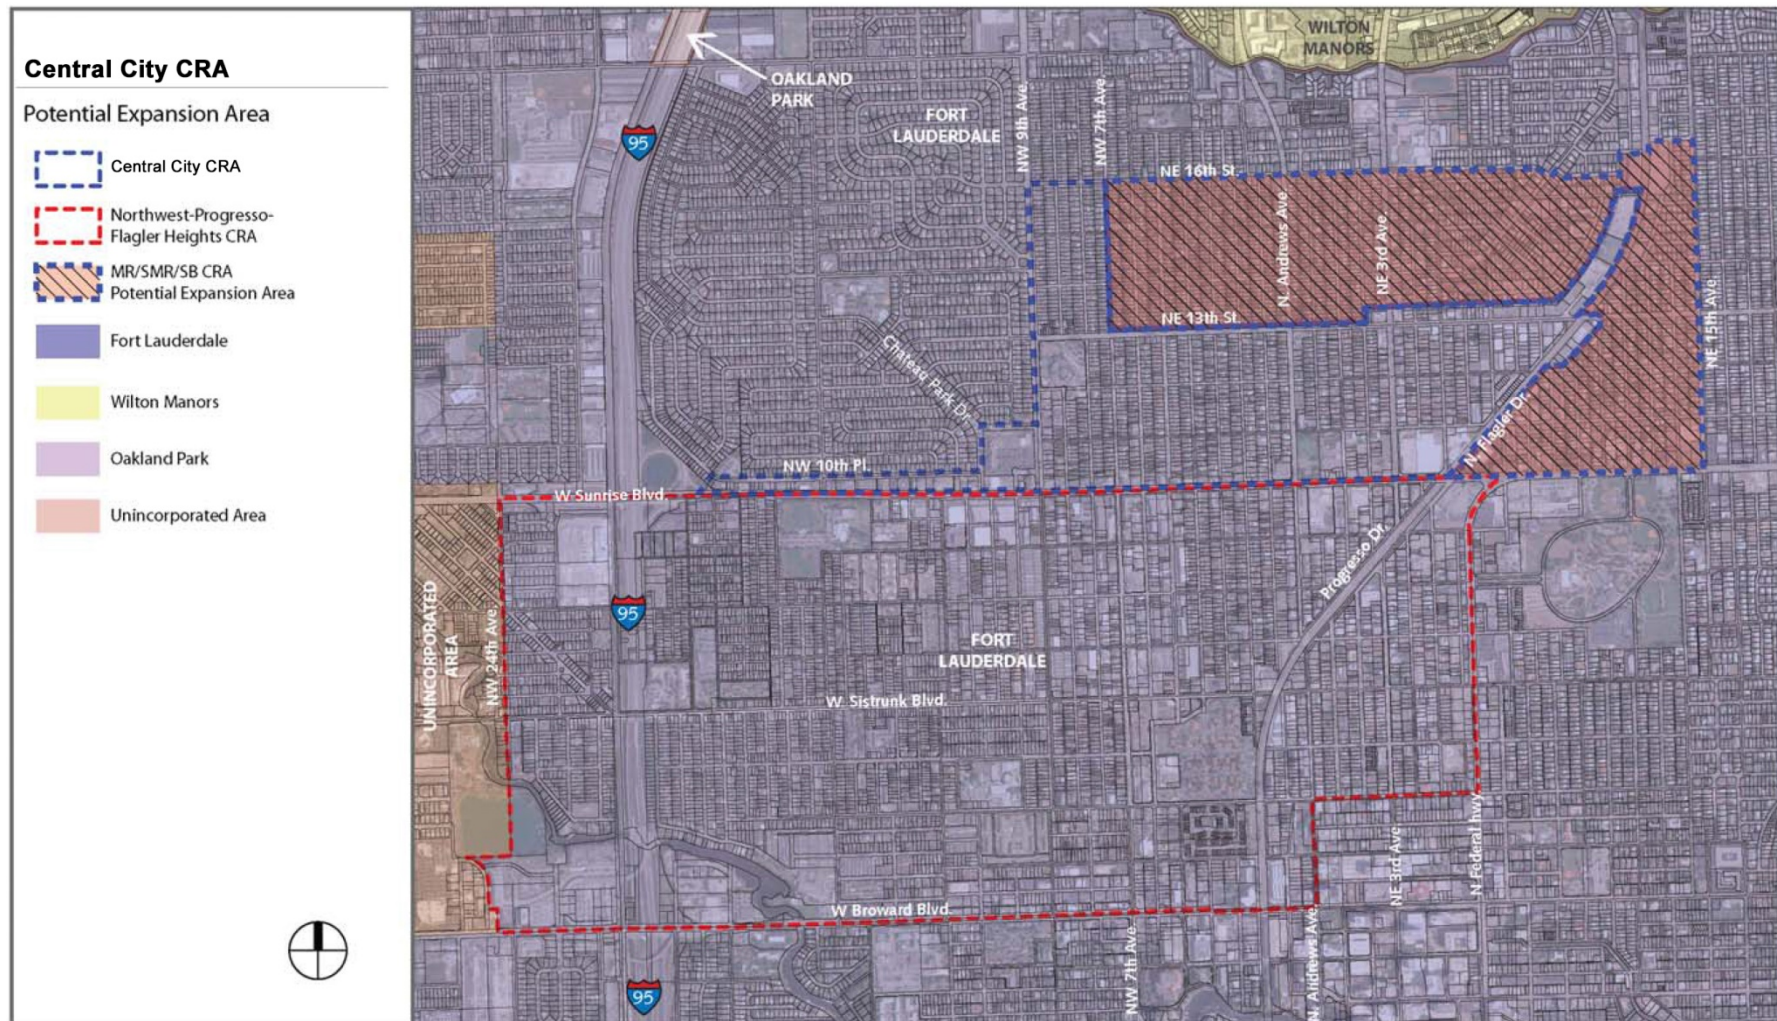 Central City CRA
Potential Expansion Area
Central City CRA
Northwest-Progresso-
Flagler Heights CRA
MR/SMR/SB CRA
Potential Expansion Area
Fort Lauderdale
Wilton Manors
Oakland Park
Unincorporated Area
WILTON
MANORS
OAKLAND
PARK
95
FORT
LAUDERDALE
NW 9th Ave.
NW 7th Ave.
NE 16th St.
N. Andrews Ave.
NE 3rd Ave.
NE 13th St.
NE 15th Ave.
Chateau Park Dr.
N. Flagler Dr.
NW 10th Pl.
W Sunrise Blvd.
Progresso Dr.
95
UNINCORPORATED
AREA
NW 24th Ave.
FORT
LAUDERDALE
W. Sistrunk Blvd.
NE 3rd Ave.
N Federal hwy.
W Broward Blvd.
NW 7th Ave.
N. Andrews Ave.
95